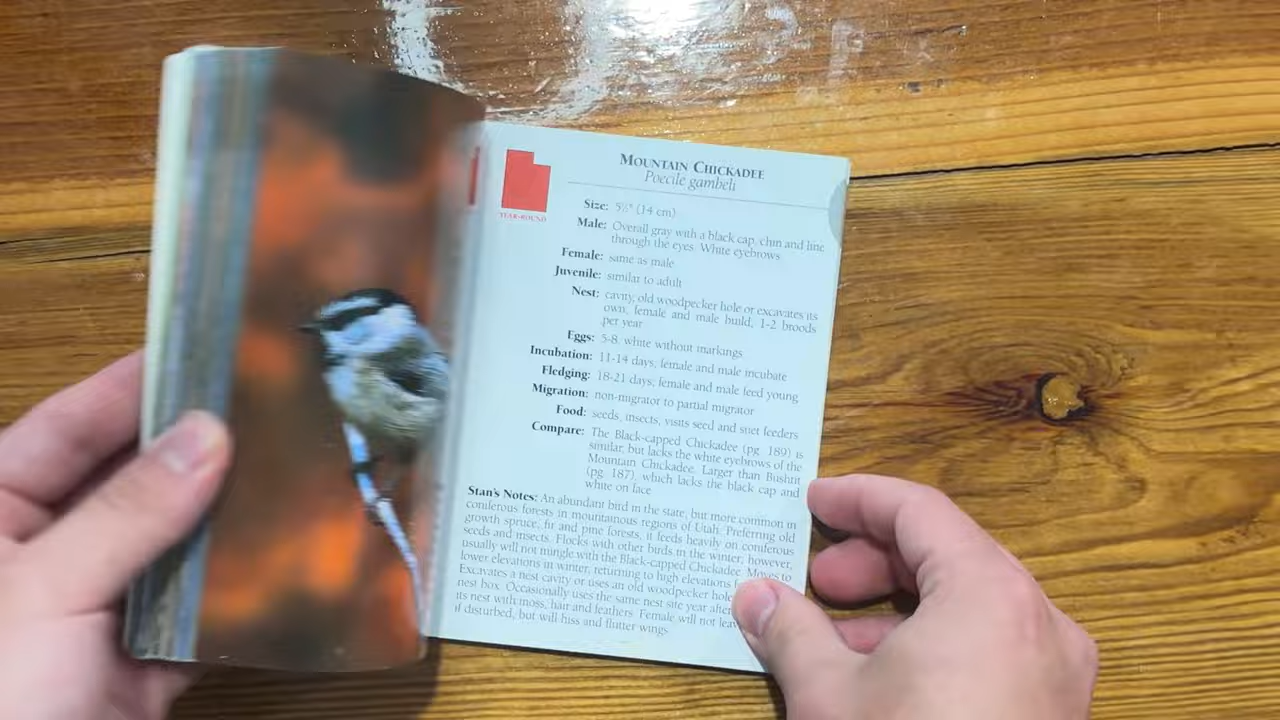 MOUNTAIN CHICKADEE
Poecile gambeli
YEAR-ROUND
Size: 5½" (14 cm)
Male: Overall gray with a black cap, chin and line
through the eyes. White eyebrows.
Female: same as male
Juvenile: similar to adult
Nest: cavity, old woodpecker hole or excavates its
own; female and male build; 1-2 broods
per year
Eggs: 5-8; white without markings
Incubation: 11-14 days; female and male incubate
Fledging: 18-21 days; female and male feed young
Migration: non-migrator to partial migrator
Food: seeds, insects; visits seed and suet feeders
Compare: The Black-capped Chickadee (pg. 189) is
similar, but lacks the white eyebrows of the
Mountain Chickadee. Larger than Bushtit
(pg. 187), which lacks the black cap and
white on face.
Stan's Notes: An abundant bird in the state, but more common in
coniferous forests in mountainous regions of Utah. Preferring old
growth spruce, fir and pine forests, it feeds heavily on coniferous
seeds and insects. Flocks with other birds in the winter; however,
usually will not mingle with the Black-capped Chickadee. Moves to
lower elevations in winter, returning to high elevations f
Excavates a nest cavity or uses an old woodpecker hole
nest box. Occasionally uses the same nest site year after
its nest with moss, hair and feathers. Female will not leav
if disturbed, but will hiss and flutter wings.